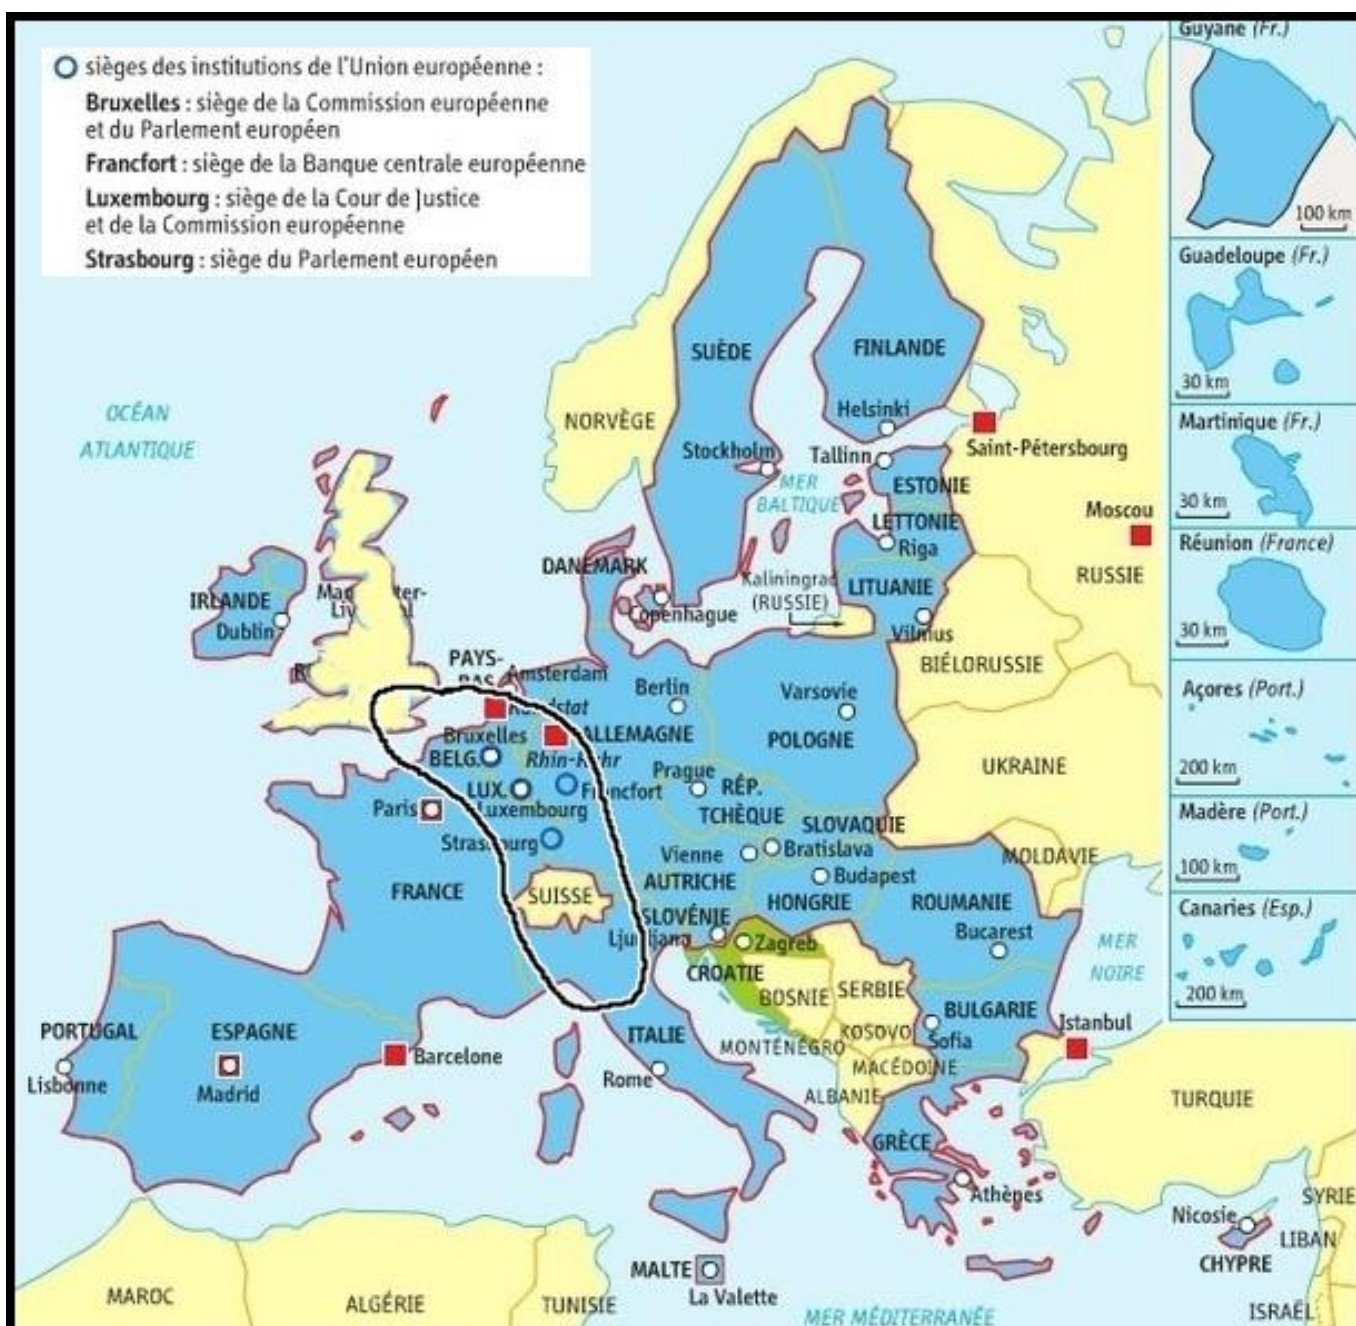 sièges des institutions de l'Union européenne :
Bruxelles : siège de la Commission européenne
et du Parlement européen
Francfort : siège de la Banque centrale européenne
Luxembourg : siège de la Cour de Justice
et de la Commission européenne
Strasbourg : siège du Parlement européen
Guyane (Fr.)
100 km
Guadeloupe (Fr.)
30 km
Martinique (Fr.)
30 km
Réunion (France)
30 km
Açores (Port.)
200 km
Madère (Port.)
100 km
Canaries (Esp.)
200 km
OCÉAN
ATLANTIQUE
NORVÈGE
SUÈDE
FINLANDE
Helsinki
Stockholm
Tallinn
Saint-Pétersbourg
MER
BALTIQUE
ESTONIE
LETTONIE
Riga
Moscou
RUSSIE
DANEMARK
Copenhague
Kaliningrad
(RUSSIE)
LITUANIE
Vilnius
BIÉLORUSSIE
IRLANDE
Dublin
PAYS-
BAS
Amsterdam
Randstat
Berlin
Varsovie
POLOGNE
ALLEMAGNE
Bruxelles
BELG.
Rhin-Ruhr
UKRAINE
LUX.
Luxembourg
Francfort
Prague
RÉP.
TCHÈQUE
Paris
Strasbourg
SLOVAQUIE
Vienne
Bratislava
MOLDAVIE
FRANCE
SUISSE
AUTRICHE
Budapest
HONGRIE
ROUMANIE
SLOVÉNIE
Ljubljana
Zagreb
Bucarest
CROATIE
BOSNIE
SERBIE
MER
NOIRE
PORTUGAL
Lisbonne
ESPAGNE
Madrid
Barcelone
ITALIE
Rome
MONTÉNÉGRO
KOSOVO
BULGARIE
Sofia
Istanbul
MACÉDOINE
ALBANIE
TURQUIE
GRÈCE
Athènes
Nicosie
CHYPRE
SYRIE
LIBAN
ISRAËL
MALTE
La Valette
MAROC
ALGÉRIE
TUNISIE
MER MÉDITERRANÉE